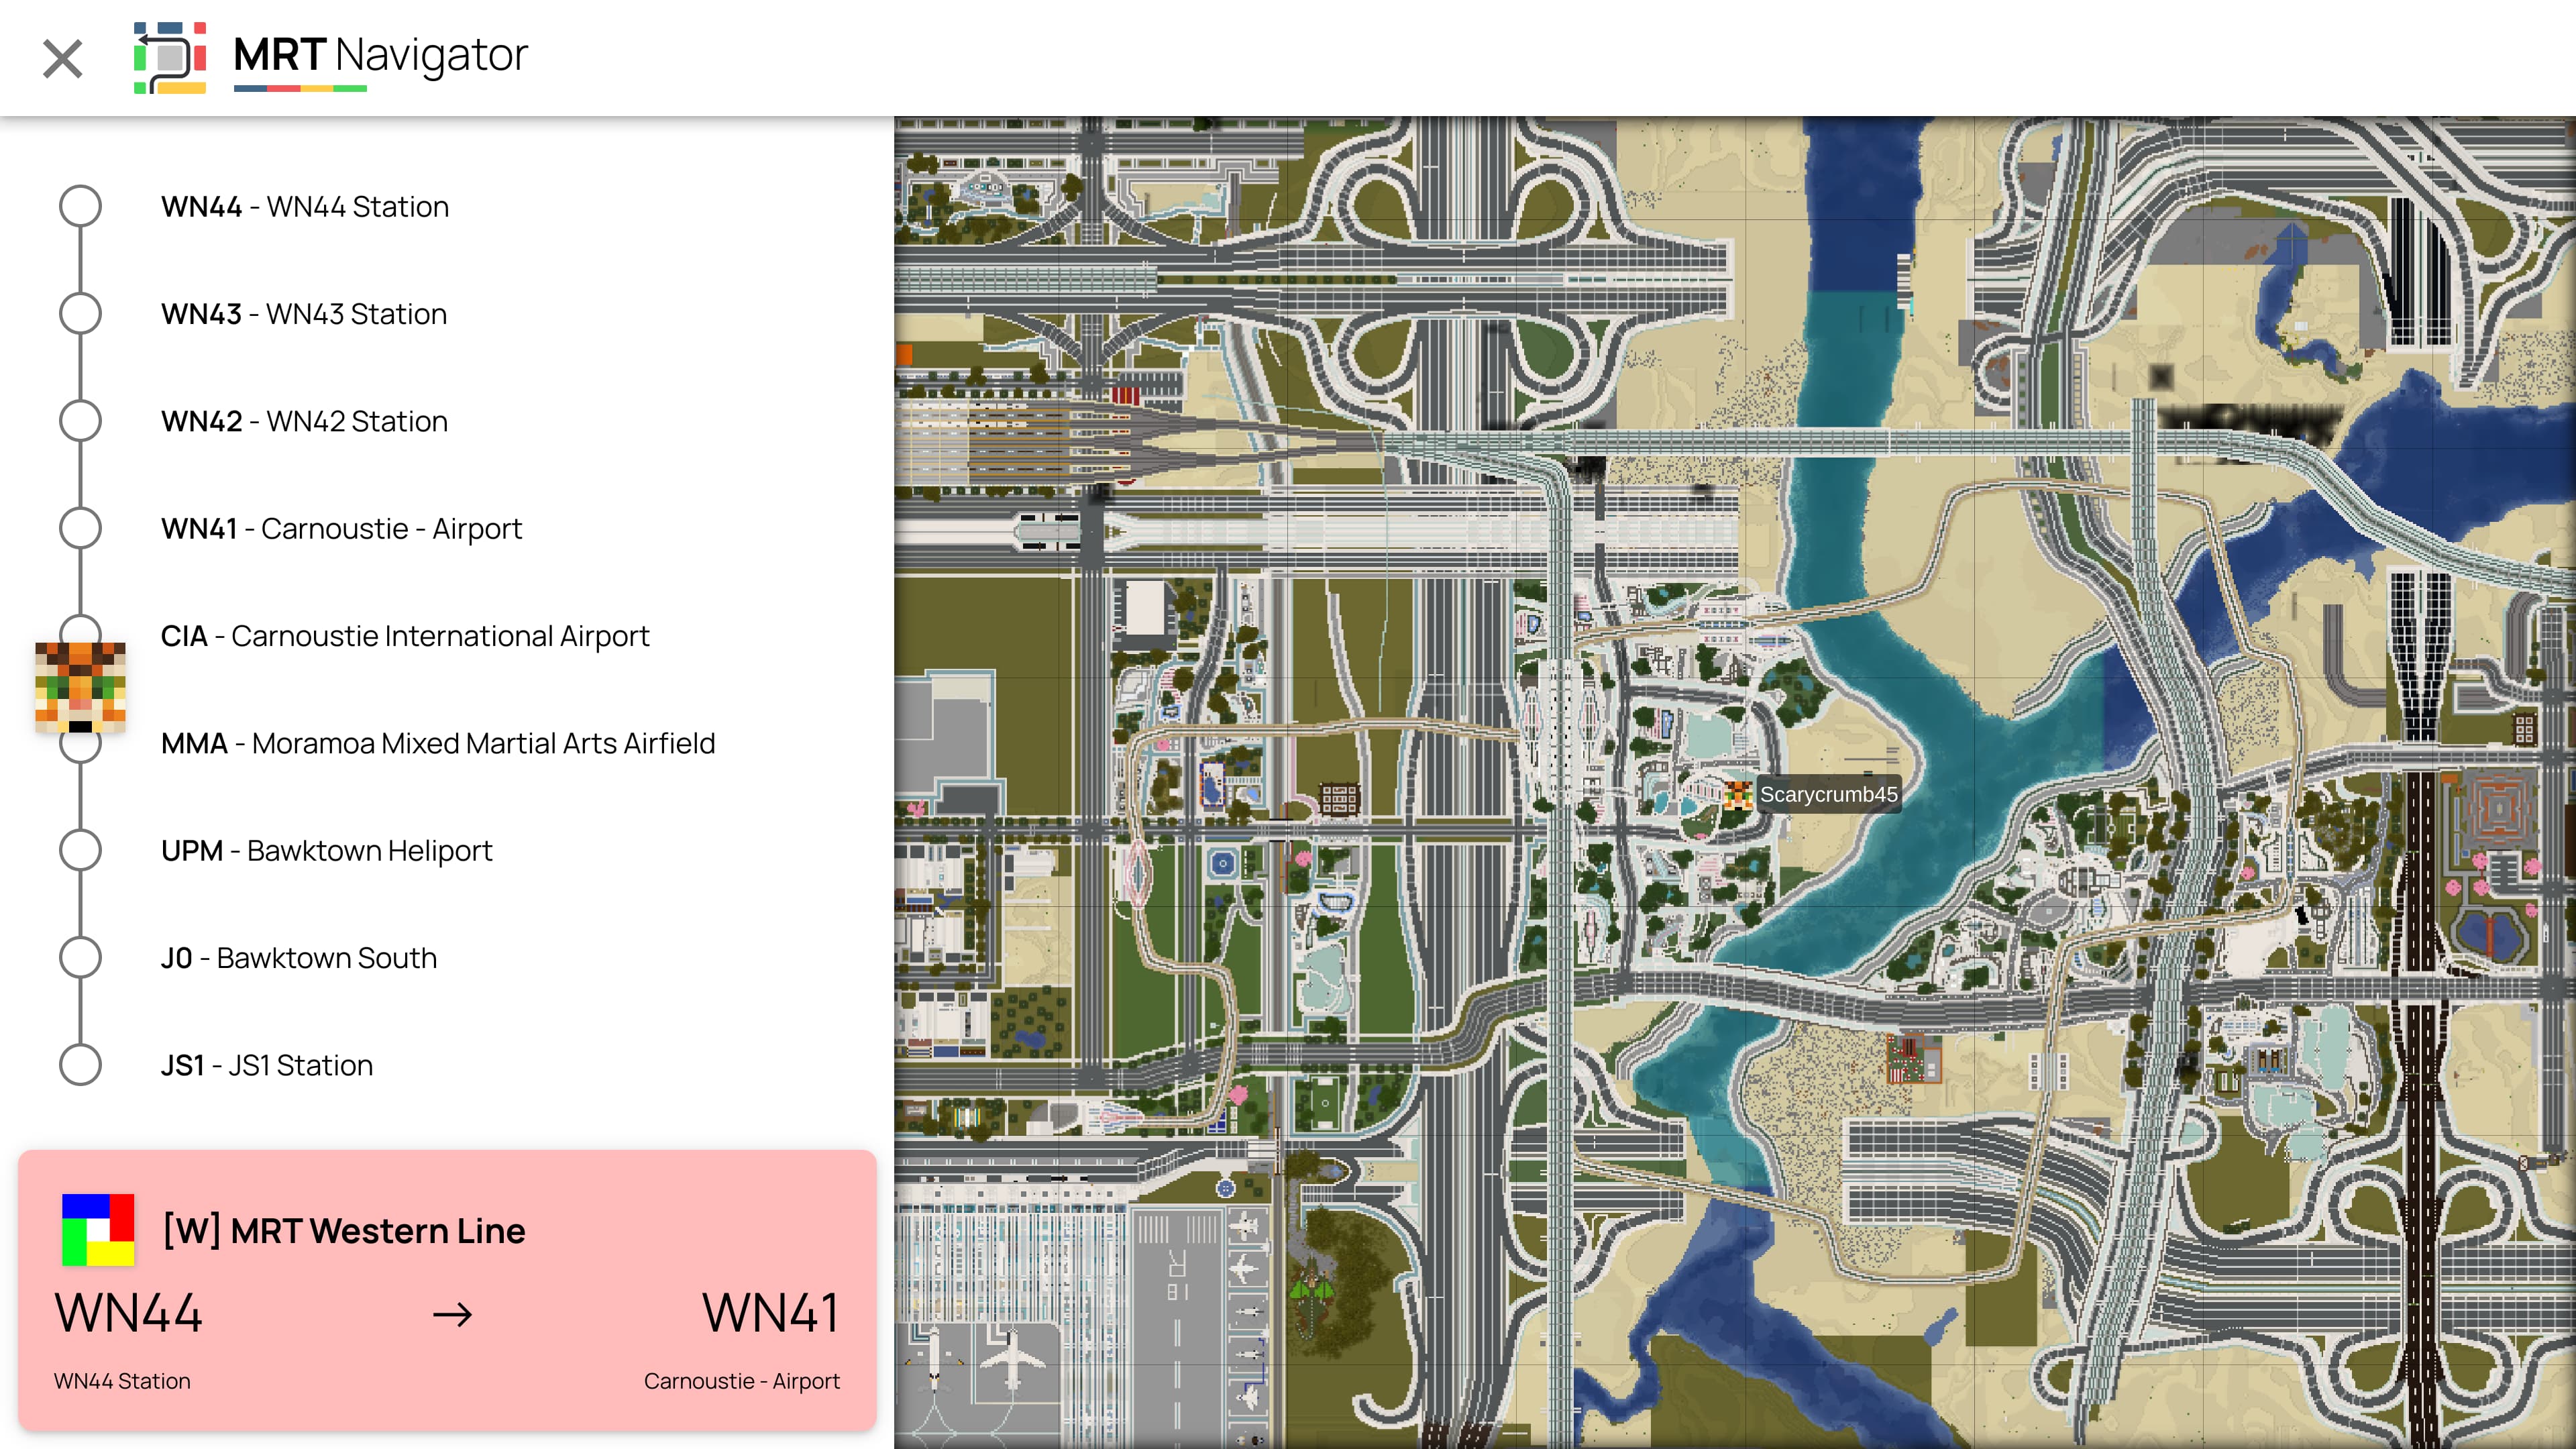 MRT Navigator
WN44 - WN44 Station
WN43 - WN43 Station
WN42 - WN42 Station
WN41 - Carnoustie - Airport
CIA - Carnoustie International Airport
MMA - Moramoa Mixed Martial Arts Airfield
UPM - Bawktown Heliport
J0 - Bawktown South
JS1 - JS1 Station
[W] MRT Western Line
WN44 → WN41
WN44 Station Carnoustie - Airport
Scarycrumb45